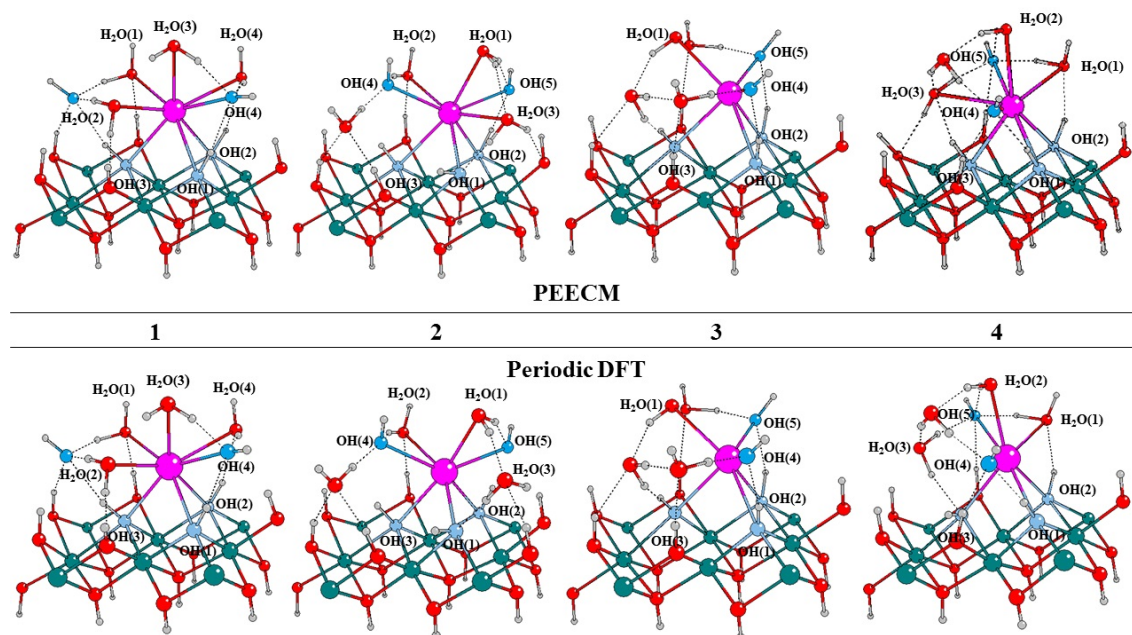 H₂O(3)
H₂O(1)
H₂O(4)
OH(4)
H₂O(2)
OH(2)
OH(3)
OH(1)
H₂O(2)
H₂O(1)
OH(4)
OH(5)
H₂O(3)
OH(2)
OH(3)
OH(1)
H₂O(1)
OH(5)
OH(4)
OH(2)
OH(3)
OH(1)
H₂O(2)
OH(5)
H₂O(1)
H₂O(3)
OH(4)
OH(2)
OH(3)
OH(1)
PEECM
1 2 3 4
Periodic DFT
H₂O(3)
H₂O(1)
H₂O(4)
H₂O(2)
OH(4)
OH(2)
OH(3)
OH(1)
H₂O(2)
H₂O(1)
OH(4)
OH(5)
H₂O(3)
OH(2)
OH(3)
OH(1)
H₂O(1)
OH(5)
OH(4)
OH(2)
OH(3)
OH(1)
H₂O(2)
OH(5)
H₂O(1)
H₂O(3)
OH(4)
OH(2)
OH(3)
OH(1)